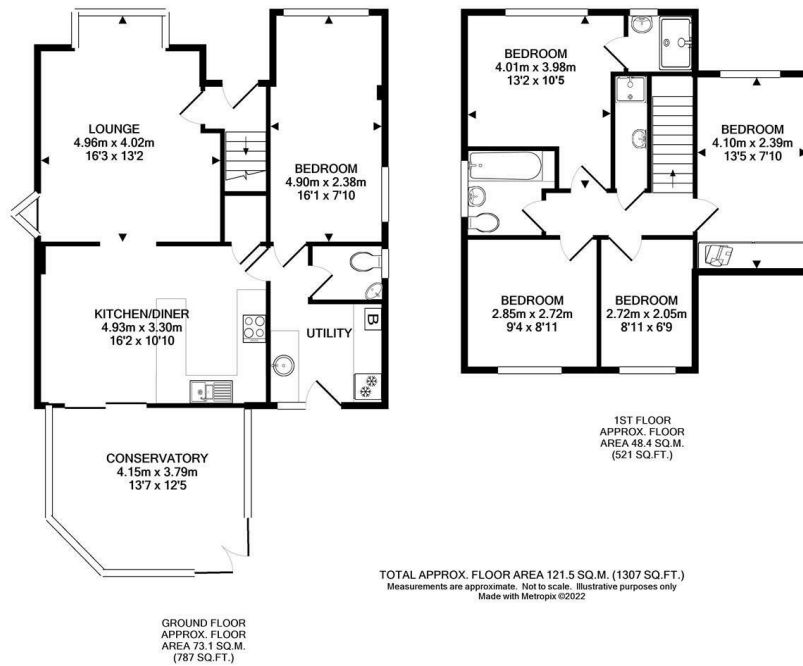 LOUNGE
4.96m x 4.02m
16'3 x 13'2
BEDROOM
4.90m x 2.38m
16'1 x 7'10
KITCHEN/DINER
4.93m x 3.30m
16'2 x 10'10
UTILITY
B
CONSERVATORY
4.15m x 3.79m
13'7 x 12'5
GROUND FLOOR
APPROX. FLOOR
AREA 73.1 SQ.M.
(787 SQ.FT.)
BEDROOM
4.01m x 3.98m
13'2 x 10'5
BEDROOM
4.10m x 2.39m
13'5 x 7'10
BEDROOM
2.85m x 2.72m
9'4 x 8'11
BEDROOM
2.72m x 2.05m
8'11 x 6'9
1ST FLOOR
APPROX. FLOOR
AREA 48.4 SQ.M.
(521 SQ.FT.)
TOTAL APPROX. FLOOR AREA 121.5 SQ.M. (1307 SQ.FT.)
Measurements are approximate. Not to scale. Illustrative purposes only
Made with Metropix ©2022